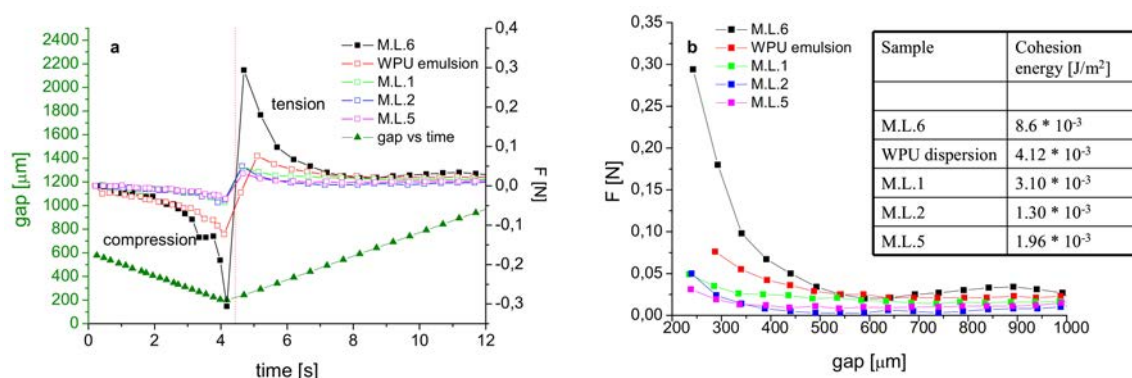 a
2400
2200
2000
1800
1600
1400
1200
1000
800
600
400
200
0
gap [µm]
0,4
0,3
0,2
0,1
0,0
-0,1
-0,2
-0,3
F [N]
M.L.6
WPU emulsion
M.L.1
M.L.2
M.L.5
gap vs time
tension
compression
0 2 4 6 8 10 12
time [s]
b
0,35
0,30
0,25
0,20
0,15
0,10
0,05
0,00
F [N]
M.L.6
WPU emulsion
M.L.1
M.L.2
M.L.5
200 300 400 500 600 700 800 900 1000
gap [µm]
Sample Cohesion
energy [J/m²]
M.L.6 8.6 * 10⁻³
WPU dispersion 4.12 * 10⁻³
M.L.1 3.10 * 10⁻³
M.L.2 1.30 * 10⁻³
M.L.5 1.96 * 10⁻³